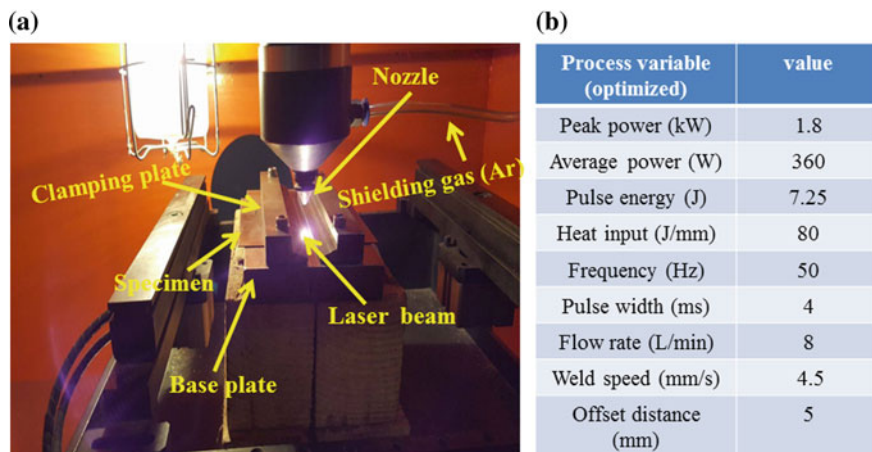 (a)
Nozzle
Clamping plate
Shielding gas (Ar)
Specimen
Laser beam
Base plate
(b)
Process variable (optimized) value
Peak power (kW) 1.8
Average power (W) 360
Pulse energy (J) 7.25
Heat input (J/mm) 80
Frequency (Hz) 50
Pulse width (ms) 4
Flow rate (L/min) 8
Weld speed (mm/s) 4.5
Offset distance (mm) 5